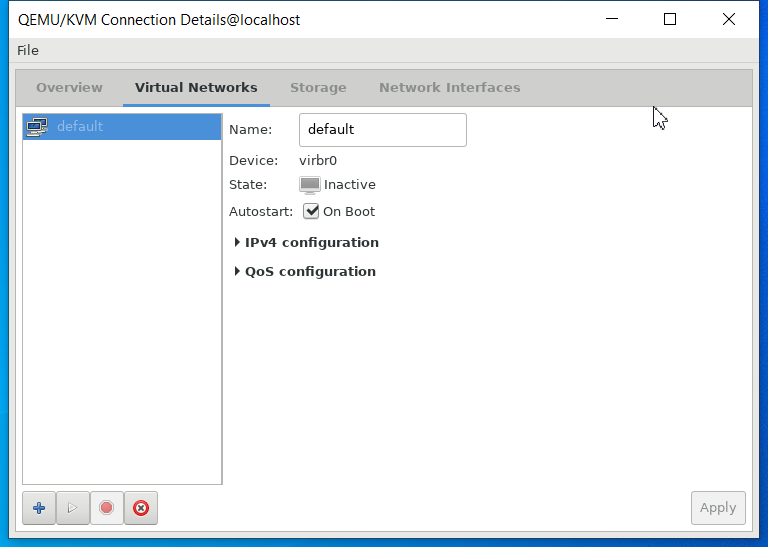 QEMU/KVM Connection Details@localhost
File
Overview Virtual Networks Storage Network Interfaces
default
Name: default
Device: virbr0
State: Inactive
Autostart: On Boot
IPv4 configuration
QoS configuration
Apply